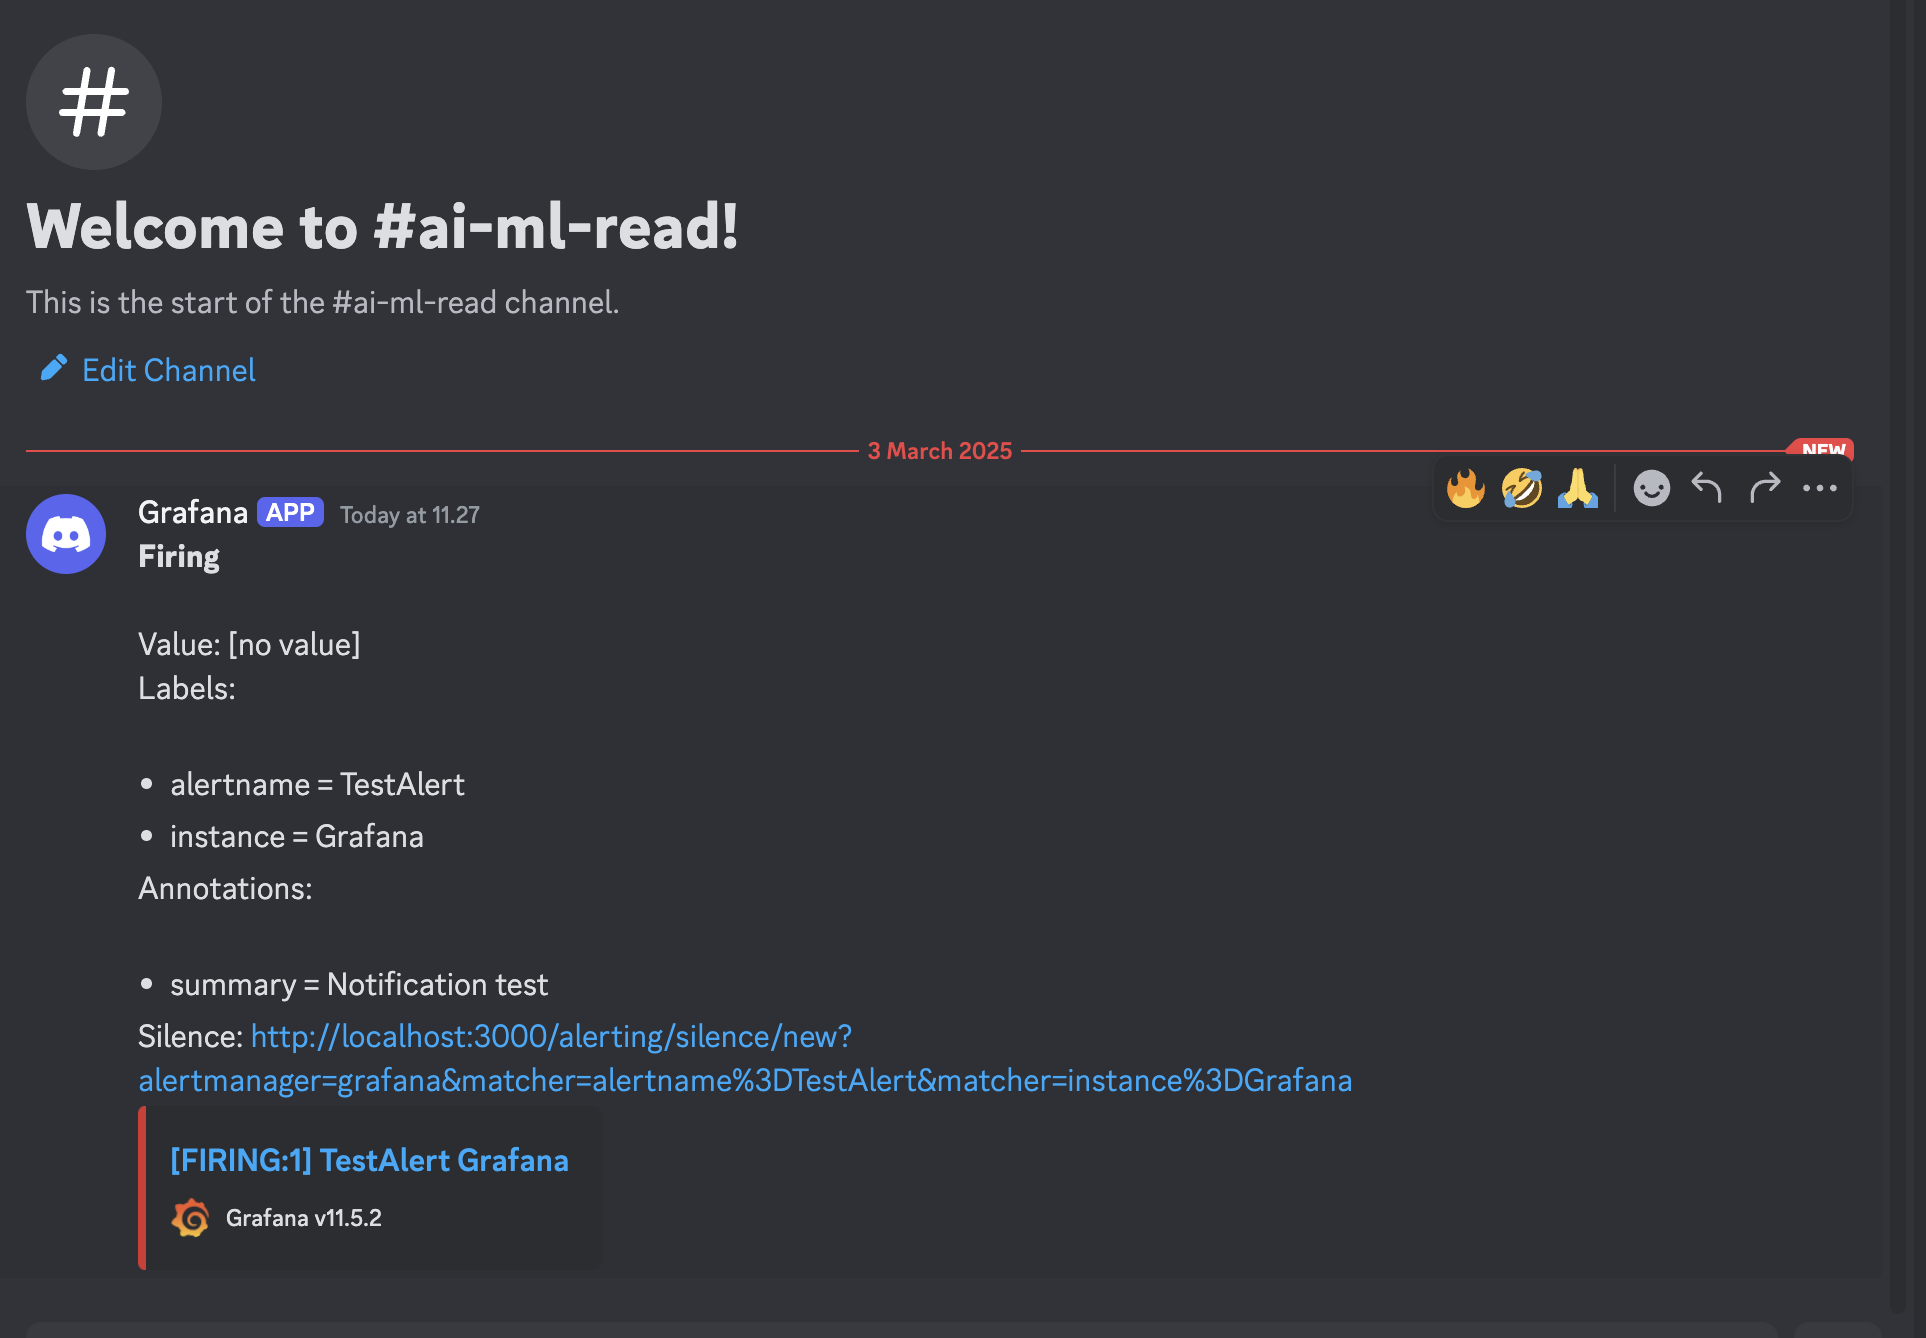 #
Welcome to #ai-ml-read!
This is the start of the #ai-ml-read channel.
Edit Channel
3 March 2025
NEW
Grafana APP Today at 11.27
Firing
Value: [no value]
Labels:
• alertname = TestAlert
• instance = Grafana
Annotations:
• summary = Notification test
Silence: http://localhost:3000/alerting/silence/new?
alertmanager=grafana&matcher=alertname%3DTestAlert&matcher=instance%3DGrafana
[FIRING:1] TestAlert Grafana
Grafana v11.5.2